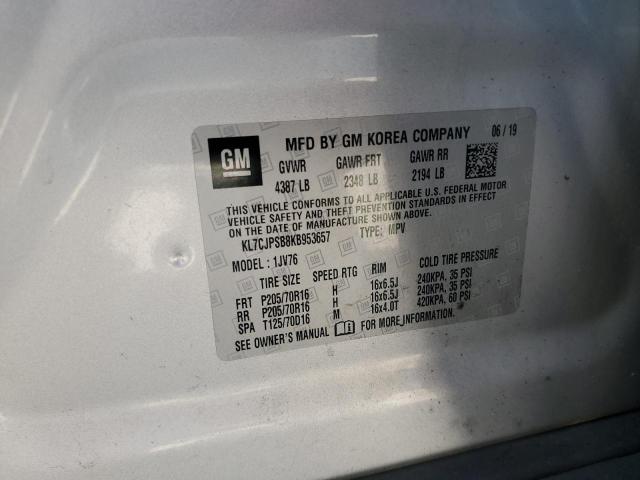 GM
MFD BY GM KOREA COMPANY 06/19
GVWR GAWR FRT GAWR RR
4387 LB 2348 LB 2194 LB
THIS VEHICLE CONFORMS TO ALL APPLICABLE U.S. FEDERAL MOTOR
VEHICLE SAFETY AND THEFT PREVENTION STANDARDS IN EFFECT
ON THE DATE OF MANUFACTURE SHOWN ABOVE.
KL7CJPSB8KB953657 TYPE: MPV
MODEL : 1JV76
TIRE SIZE SPEED RTG RIM COLD TIRE PRESSURE
FRT P205/70R16 H 16x6.5J 240KPA, 35 PSI
RR P205/70R16 H 16x6.5J 240KPA, 35 PSI
SPA T125/70D16 M 16x4.0T 420KPA, 60 PSI
SEE OWNER'S MANUAL FOR MORE INFORMATION.